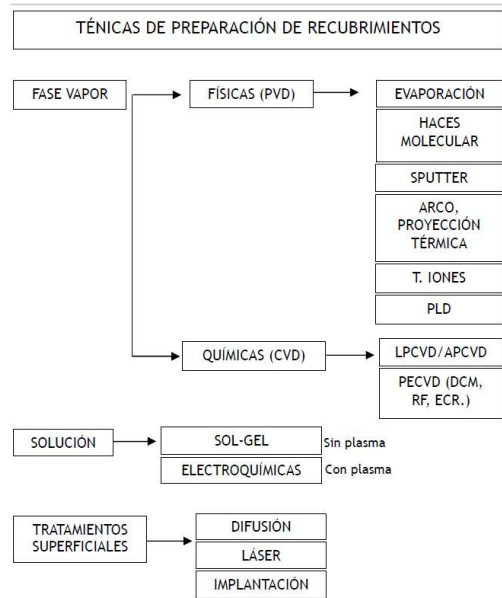 TÉNICAS DE PREPARACIÓN DE RECUBRIMIENTOS
FASE VAPOR
FÍSICAS (PVD)
EVAPORACIÓN
HACES
MOLECULAR
SPUTTER
ARCO,
PROYECCIÓN
TÉRMICA
T. IONES
PLD
QUÍMICAS (CVD)
LPCVD/APCVD
PECVD (DCM,
RF, ECR.)
SOLUCIÓN
SOL-GEL
Sin plasma
ELECTROQUÍMICAS
Con plasma
TRATAMIENTOS
SUPERFICIALES
DIFUSIÓN
LÁSER
IMPLANTACIÓN